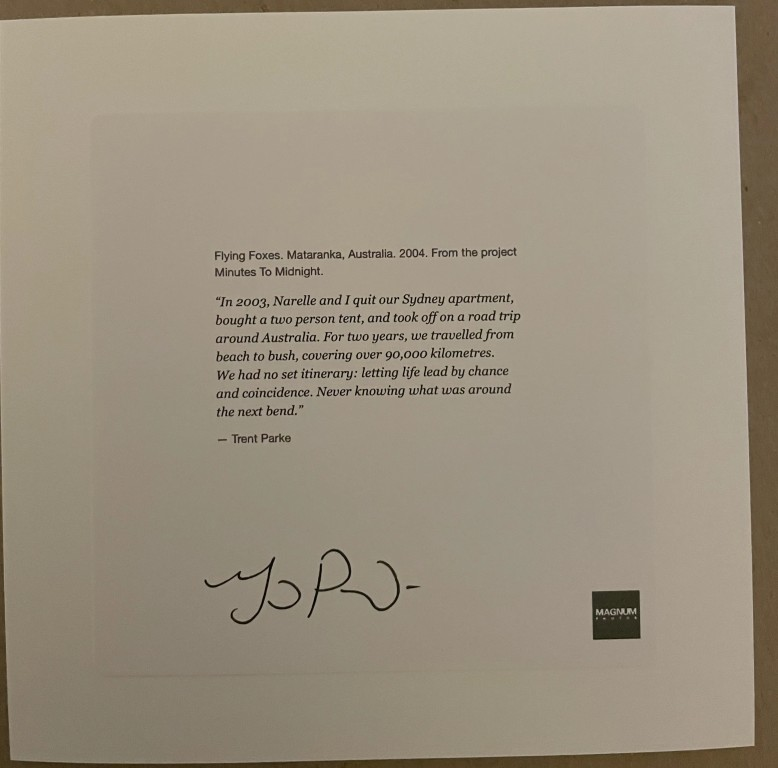 Flying Foxes. Mataranka, Australia. 2004. From the project
Minutes To Midnight.
“In 2003, Narelle and I quit our Sydney apartment,
bought a two person tent, and took off on a road trip
around Australia. For two years, we travelled from
beach to bush, covering over 90,000 kilometres.
We had no set itinerary: letting life lead by chance
and coincidence. Never knowing what was around
the next bend.”
— Trent Parke
MAGNUM